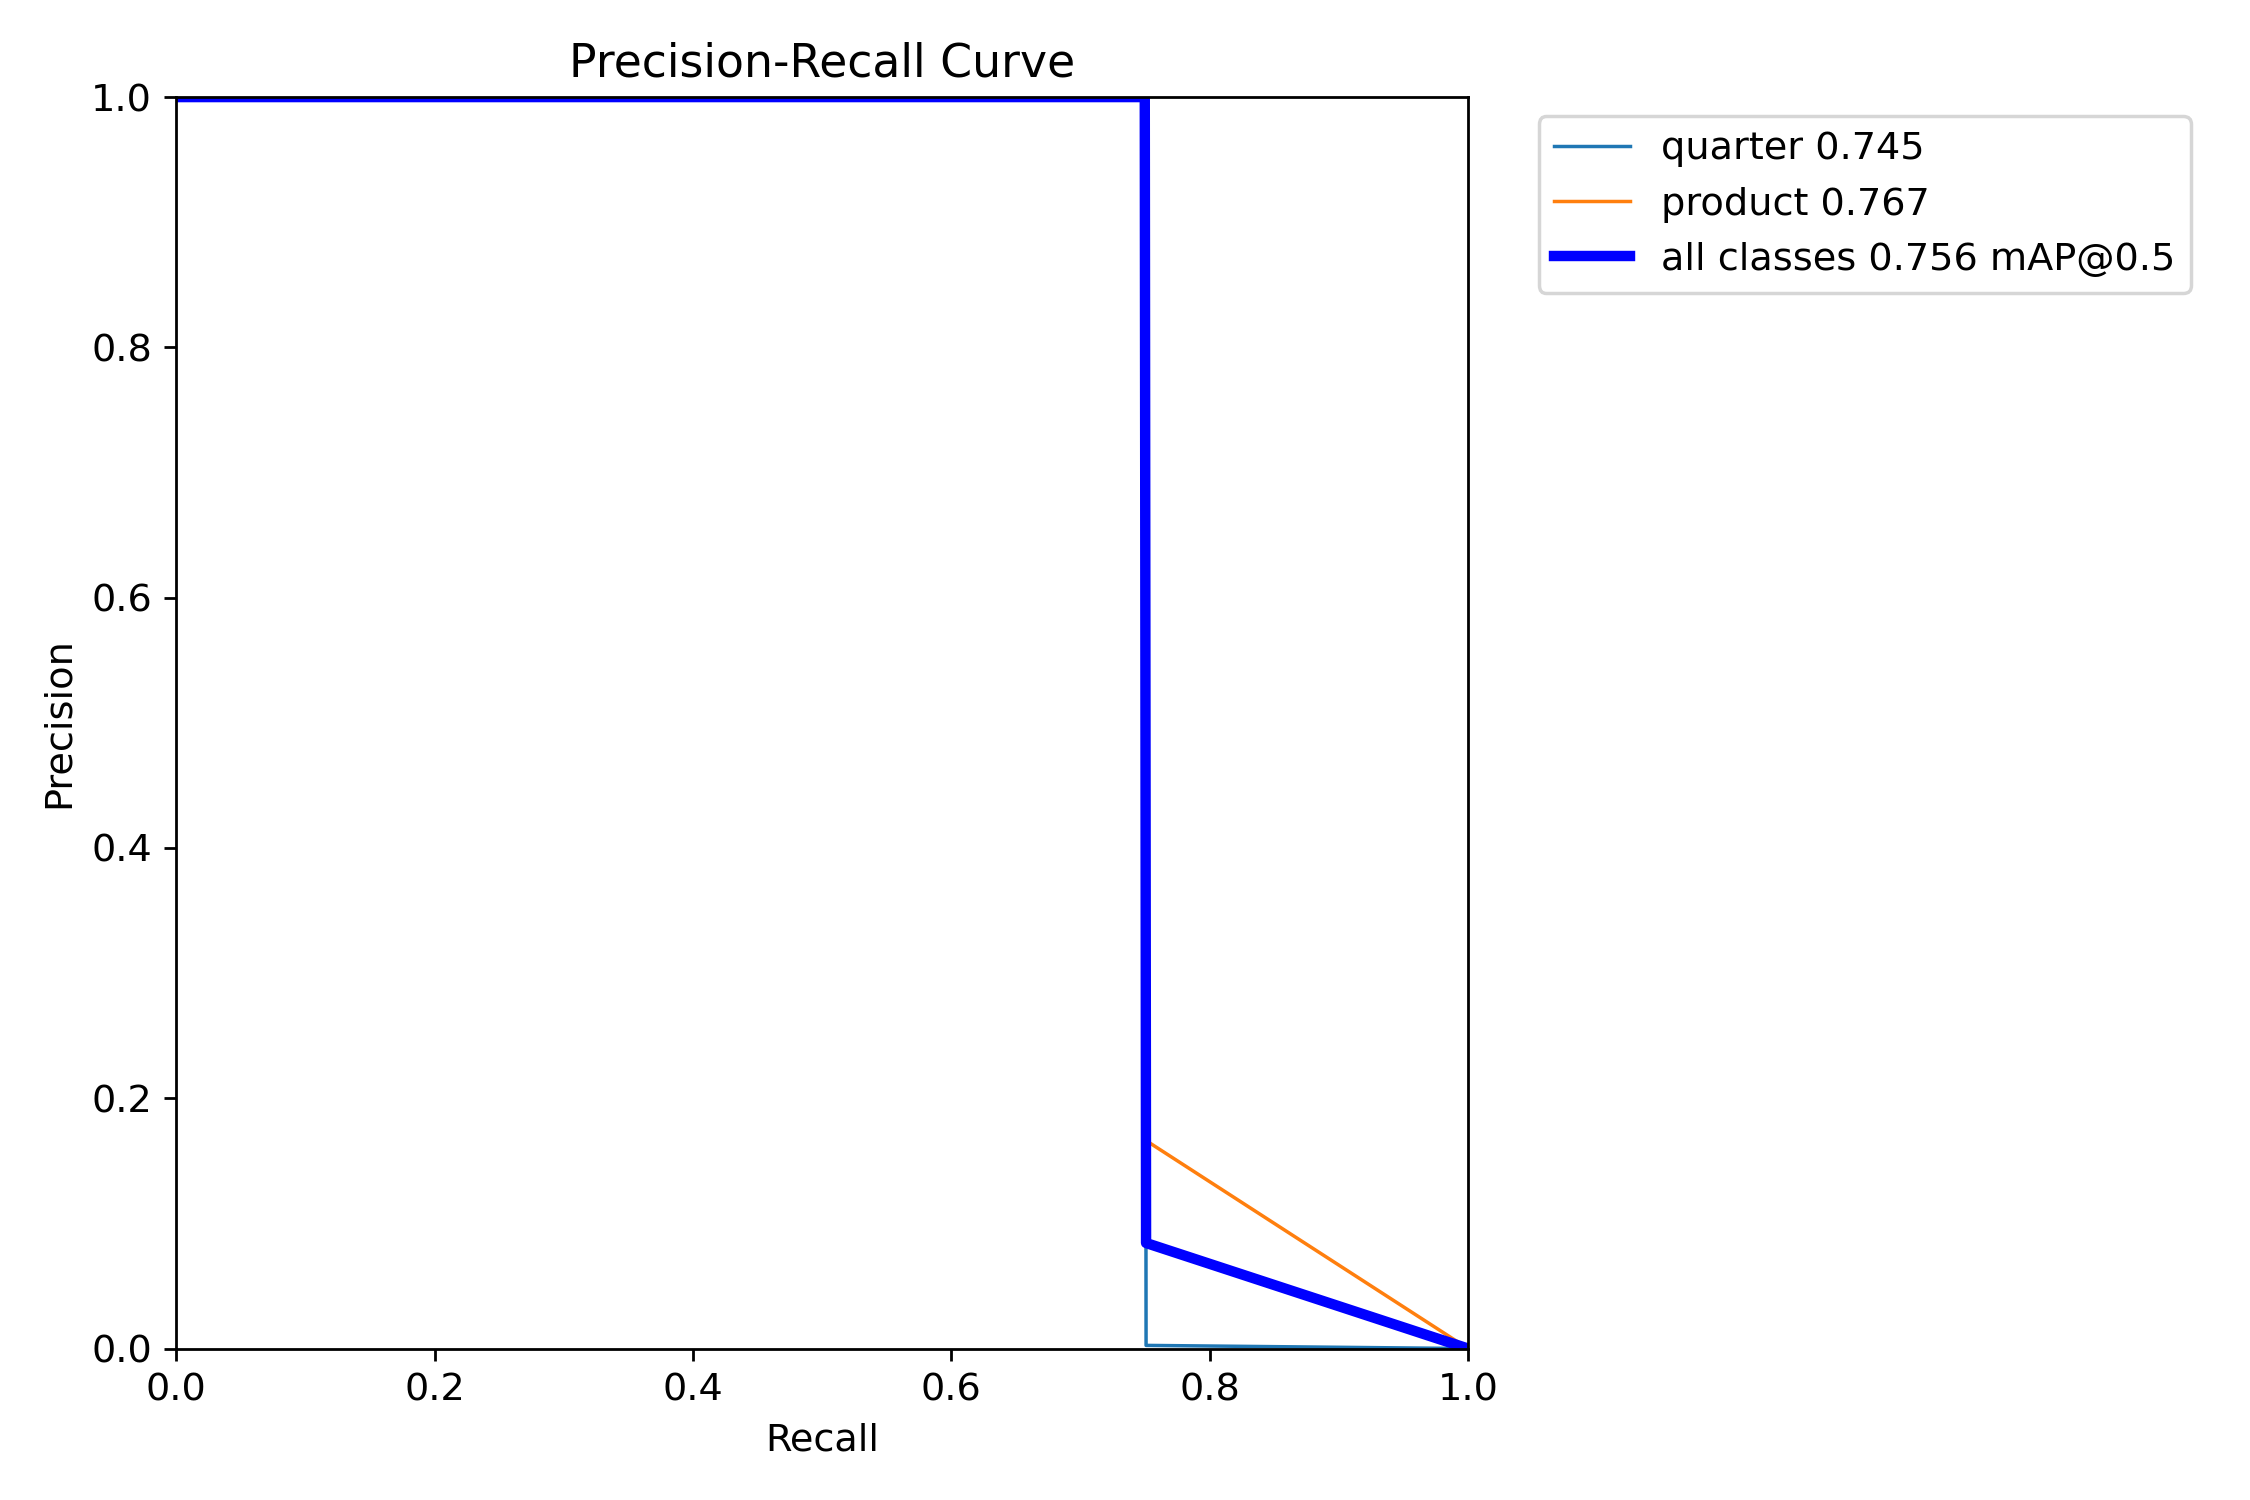 Precision-Recall Curve
1.0
0.8
0.6
0.4
0.2
0.0
Precision
0.0 0.2 0.4 0.6 0.8 1.0
Recall
quarter 0.745
product 0.767
all classes 0.756 mAP@0.5